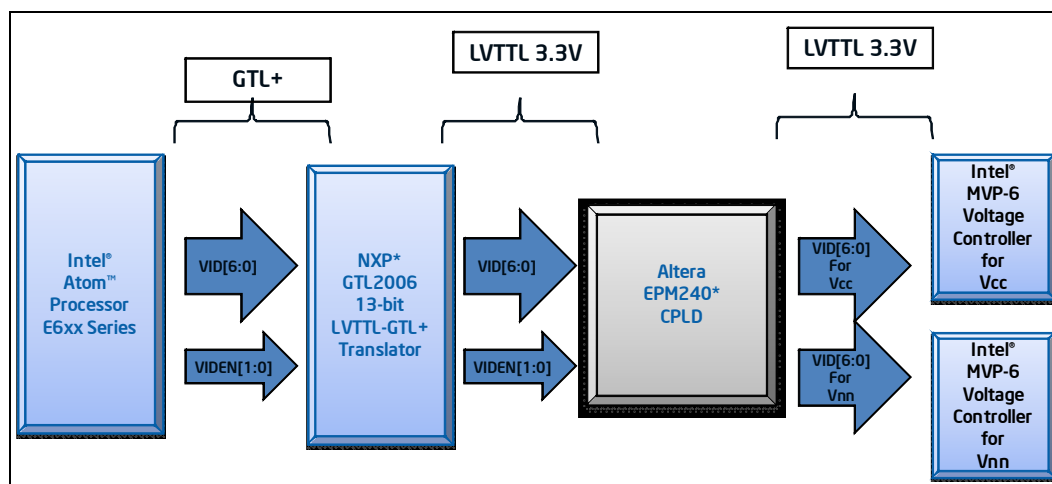 GTL+
LVTTL 3.3V
LVTTL 3.3V
Intel®
Atom™
Processor
E6xx Series
VID[6:0]
VIDEN[1:0]
NXP*
GTL2006
13-bit
LVTTL-GTL+
Translator
VID[6:0]
VIDEN[1:0]
Altera
EPM240*
CPLD
VID[6:0]
For
Vcc
VID[6:0]
For
Vnn
Intel®
MVP-6
Voltage
Controller
for
Vcc
Intel®
MVP-6
Voltage
Controller
for
Vnn